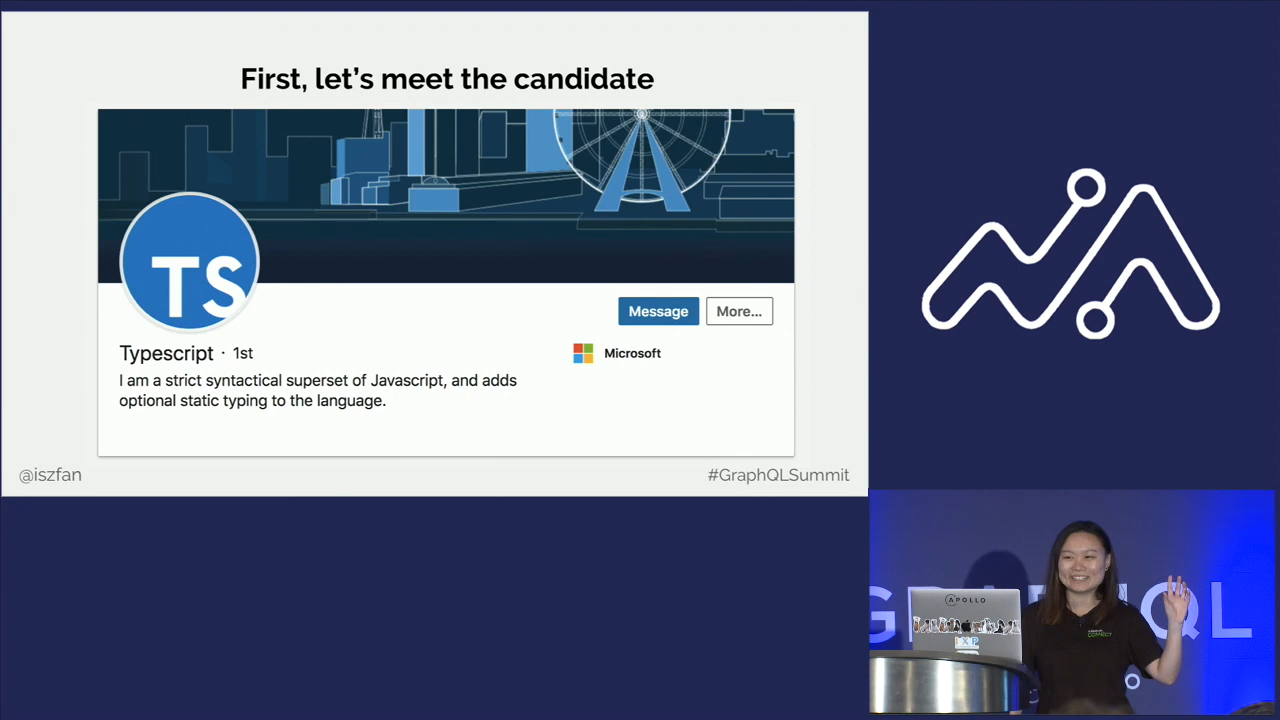 First, let's meet the candidate
TS
Message
More...
Typescript · 1st
Microsoft
I am a strict syntactical superset of Javascript, and adds
optional static typing to the language.
@iszfan
#GraphQLSummit
APOLLO
CONNECT